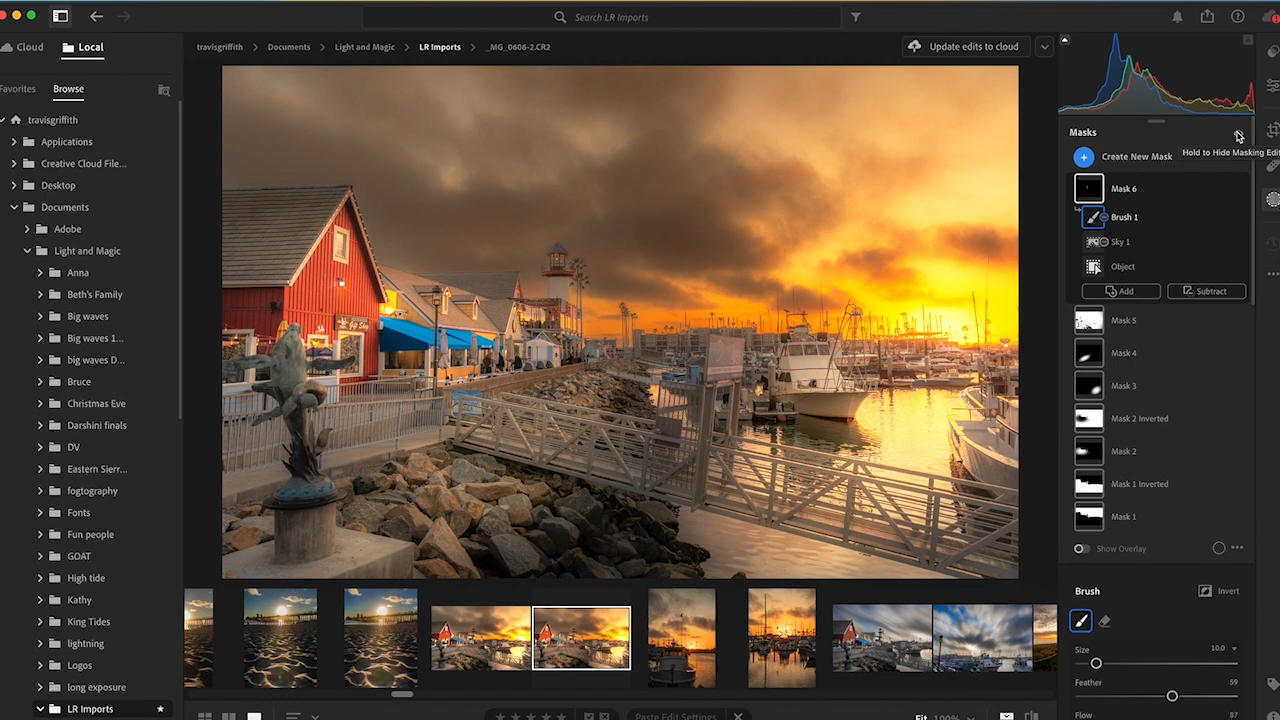 Search LR Imports
Cloud
Local
travisgriffith > Documents > Light and Magic > LR Imports > _MG_0606-2.CR2
Update edits to cloud
Favorites
Browse
travisgriffith
Applications
Creative Cloud File...
Desktop
Documents
Adobe
Light and Magic
Anna
Beth's Family
Big waves
Big waves 1...
big waves D...
Bruce
Christmas Eve
Darshini finals
DV
Eastern Sierr...
fogtography
Fonts
Fun people
GOAT
High tide
Kathy
King Tides
lightning
Logos
long exposure
LR Imports
Gift Shop
Paste Edit Settings
Fit
100%
Masks
Hold to Hide Masking Edit
Create New Mask
Mask 6
Brush 1
Sky 1
Object
Add
Subtract
Mask 5
Mask 4
Mask 3
Mask 2 Inverted
Mask 2
Mask 1 Inverted
Mask 1
Show Overlay
Brush
Invert
Size
10.0
Feather
59
Flow
87